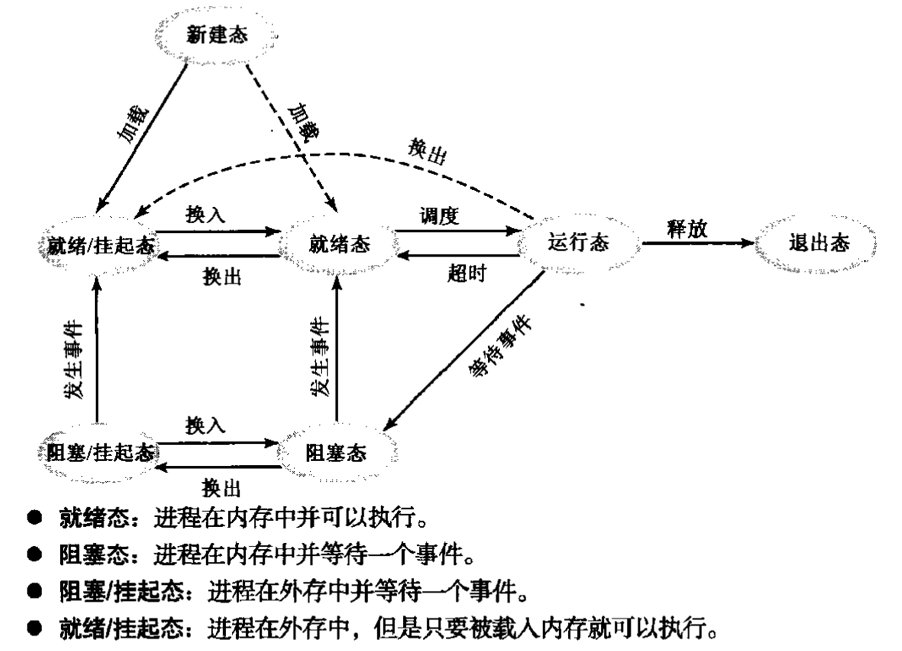 新建态
加载
加载
换出
就绪/挂起态
换入
换出
就绪态
调度
超时
运行态
释放
退出态
发生事件
发生事件
等待事件
阻塞/挂起态
换入
换出
阻塞态
● 就绪态：进程在内存中并可以执行。
● 阻塞态：进程在内存中并等待一个事件。
● 阻塞/挂起态：进程在外存中并等待一个事件。
● 就绪/挂起态：进程在外存中，但是只要被载入内存就可以执行。